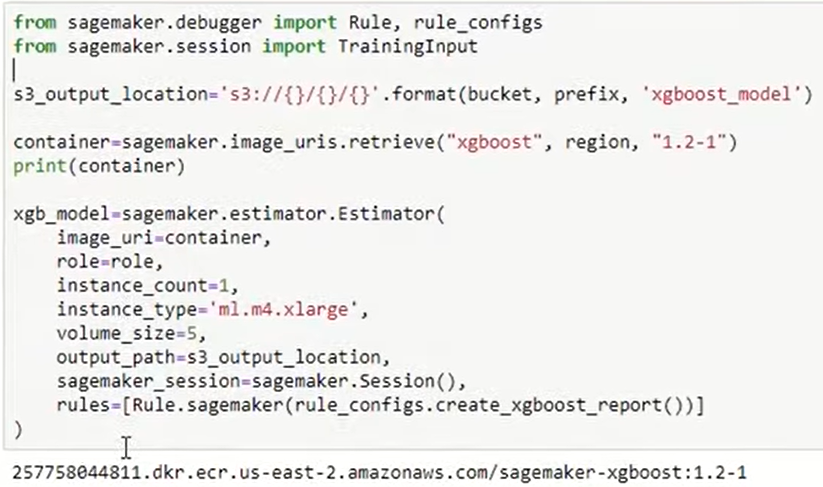 from sagemaker.debugger import Rule, rule_configs
from sagemaker.session import TrainingInput
s3_output_location='s3://{}/{}/{}'.format(bucket, prefix, 'xgboost_model')
container=sagemaker.image_uris.retrieve("xgboost", region, "1.2-1")
print(container)
xgb_model=sagemaker.estimator.Estimator(
    image_uri=container,
    role=role,
    instance_count=1,
    instance_type='ml.m4.xlarge',
    volume_size=5,
    output_path=s3_output_location,
    sagemaker_session=sagemaker.Session(),
    rules=[Rule.sagemaker(rule_configs.create_xgboost_report())]
)
257758044811.dkr.ecr.us-east-2.amazonaws.com/sagemaker-xgboost:1.2-1